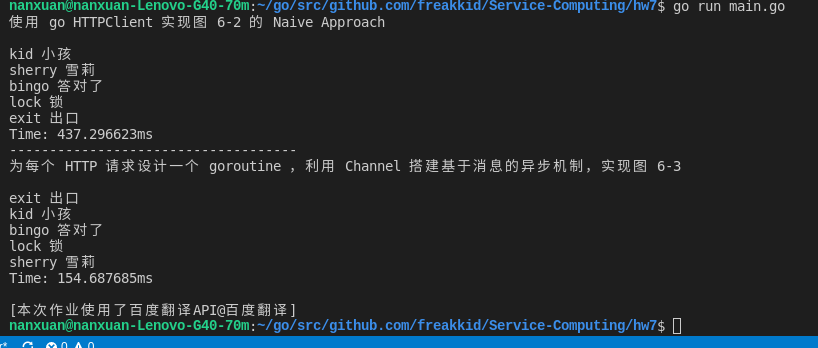 nanxuan@nanxuan-Lenovo-G40-70m:~/go/src/github.com/freakkid/Service-Computing/hw7$ go run main.go
使用 go HTTPClient 实现图 6-2 的 Naive Approach
kid 小孩
sherry 雪莉
bingo 答对了
lock 锁
exit 出口
Time: 437.296623ms
------------------------------------
为每个 HTTP 请求设计一个 goroutine ，利用 Channel 搭建基于消息的异步机制，实现图 6-3
exit 出口
kid 小孩
bingo 答对了
lock 锁
sherry 雪莉
Time: 154.687685ms
[本次作业使用了百度翻译API@百度翻译]
nanxuan@nanxuan-Lenovo-G40-70m:~/go/src/github.com/freakkid/Service-Computing/hw7$